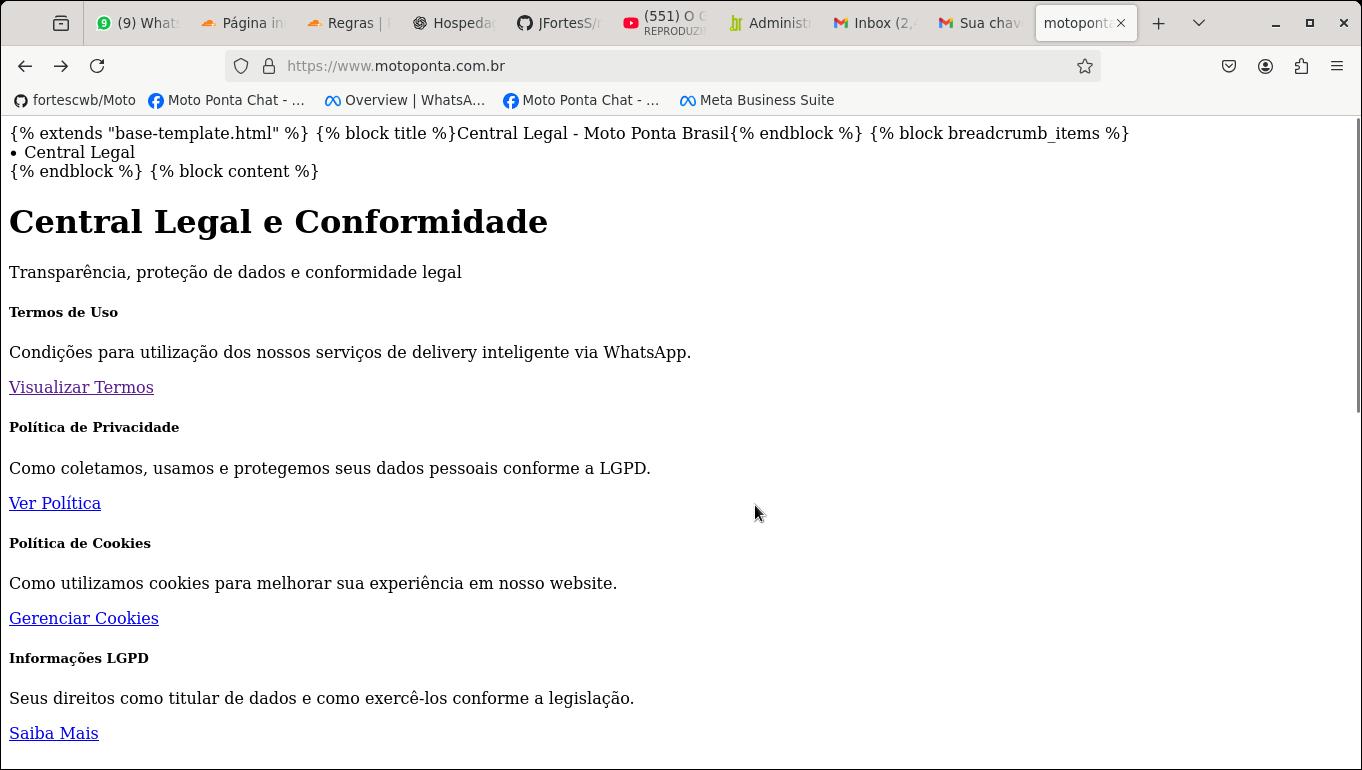 (9) Whats
Página in
Regras |
Hospeda
JFortesS/r
(551) O G
REPRODUZI
Administ
Inbox (2,
Sua chav
motoponta
https://www.motoponta.com.br
fortescwb/Moto
Moto Ponta Chat - ...
Overview | WhatsA...
Moto Ponta Chat - ...
Meta Business Suite
{% extends "base-template.html" %} {% block title %}Central Legal - Moto Ponta Brasil{% endblock %} {% block breadcrumb_items %}
• Central Legal
{% endblock %} {% block content %}
Central Legal e Conformidade
Transparência, proteção de dados e conformidade legal
Termos de Uso
Condições para utilização dos nossos serviços de delivery inteligente via WhatsApp.
Visualizar Termos
Política de Privacidade
Como coletamos, usamos e protegemos seus dados pessoais conforme a LGPD.
Ver Política
Política de Cookies
Como utilizamos cookies para melhorar sua experiência em nosso website.
Gerenciar Cookies
Informações LGPD
Seus direitos como titular de dados e como exercê-los conforme a legislação.
Saiba Mais